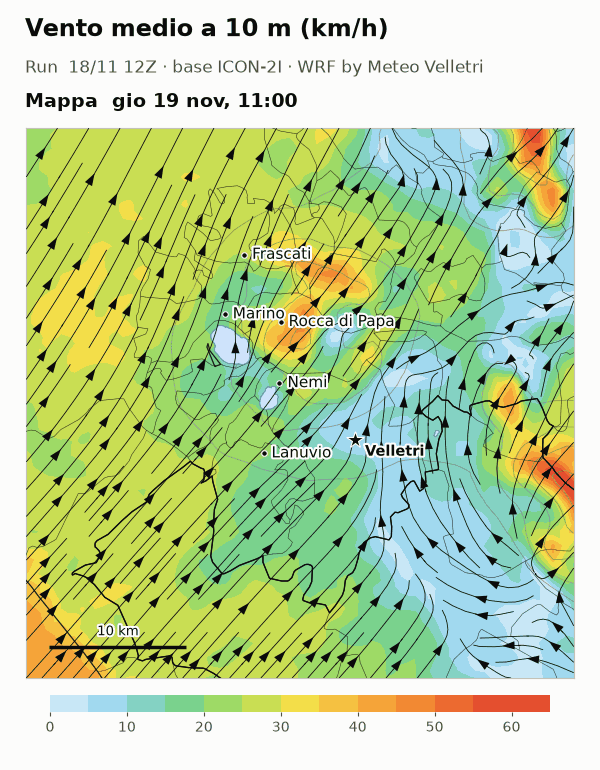 Vento medio a 10 m (km/h)
Run  18/11 12Z · base ICON-2I · WRF by Meteo Velletri
Mappa  gio 19 nov, 11:00
Frascati
Marino
Rocca di Papa
Nemi
Velletri
Lanuvio
10 km
0 10 20 30 40 50 60